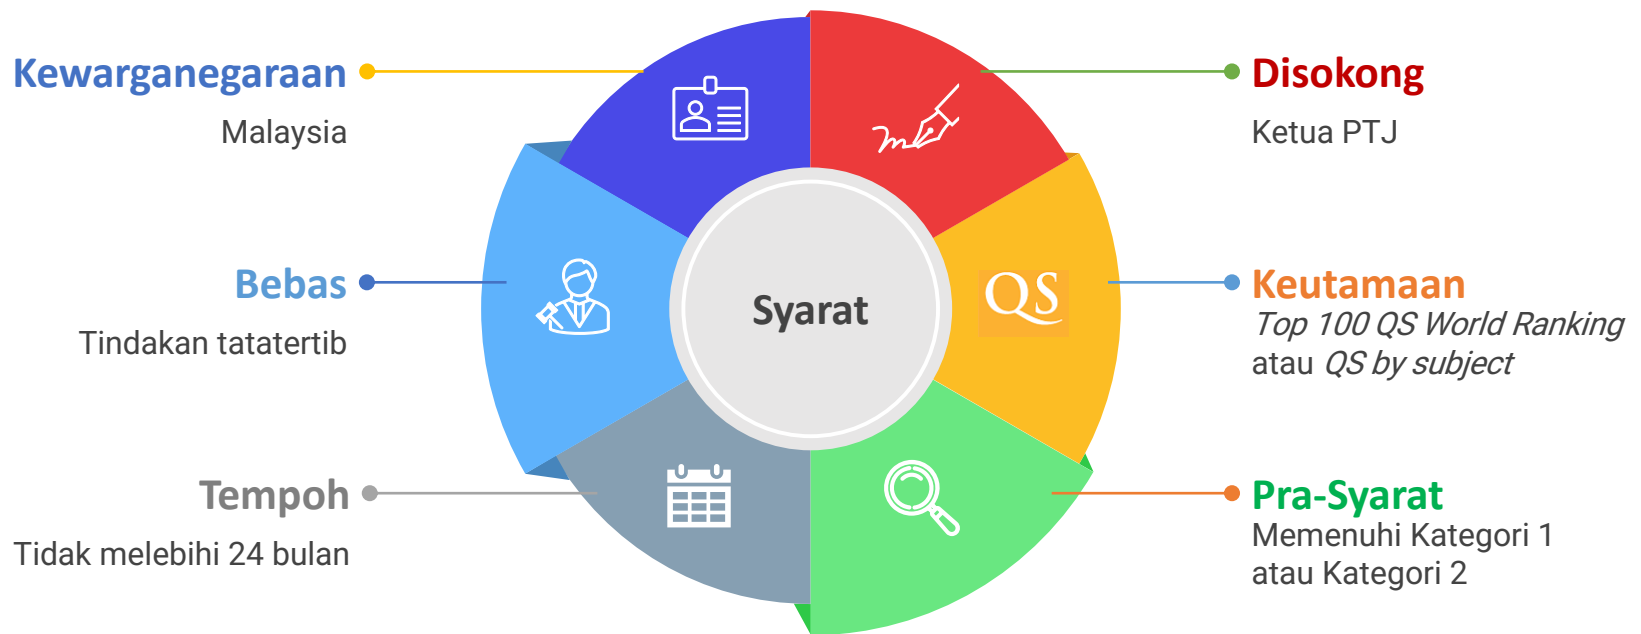 Kewarganegaraan
Malaysia
Bebas
Tindakan tatatertib
Tempoh
Tidak melebihi 24 bulan
Syarat
QS
Disokong
Ketua PTJ
Keutamaan
Top 100 QS World Ranking
atau QS by subject
Pra-Syarat
Memenuhi Kategori 1
atau Kategori 2